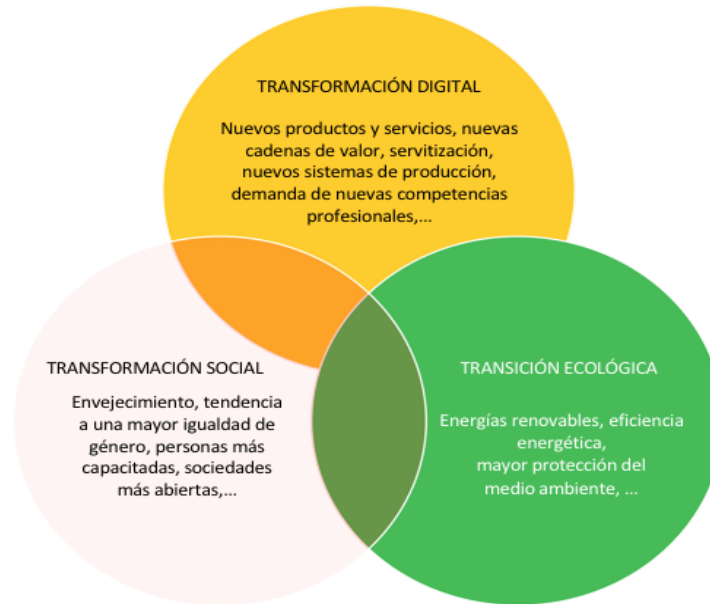 TRANSFORMACIÓN DIGITAL
Nuevos productos y servicios, nuevas
cadenas de valor, servitización,
nuevos sistemas de producción,
demanda de nuevas competencias
profesionales,...
TRANSFORMACIÓN SOCIAL
Envejecimiento, tendencia
a una mayor igualdad de
género, personas más
capacitadas, sociedades
más abiertas,...
TRANSICIÓN ECOLÓGICA
Energías renovables, eficiencia
energética,
mayor protección del
medio ambiente, ...